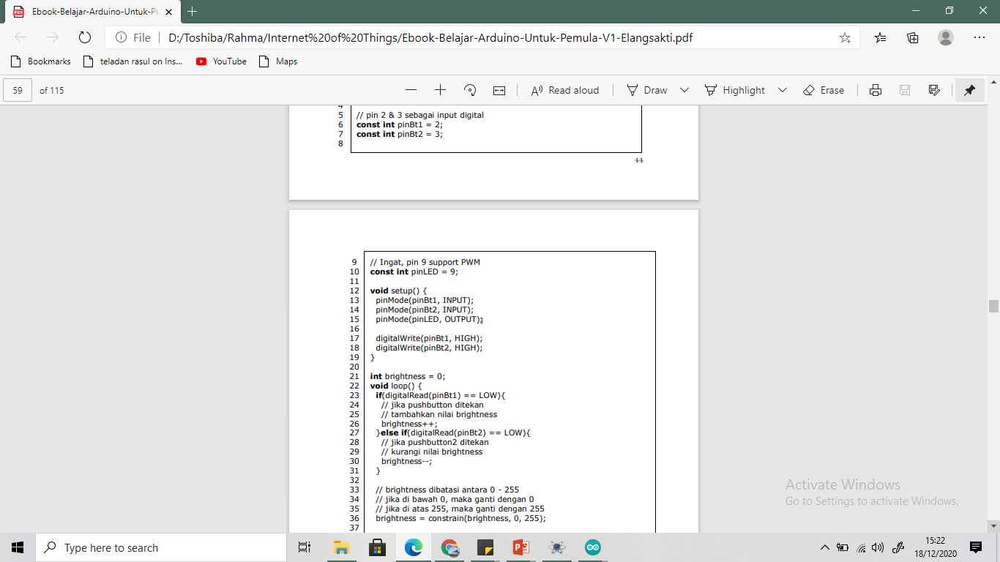 Ebook-Belajar-Arduino-Untuk-Pe
File
D:/Toshiba/Rahma/Internet%20of%20Things/Ebook-Belajar-Arduino-Untuk-Pemula-V1-Elangsakti.pdf
Bookmarks
teladan rasul on Ins...
YouTube
Maps
59 of 115
Read aloud
Draw
Highlight
Erase
4
5 // pin 2 & 3 sebagai input digital
6 const int pinBt1 = 2;
7 const int pinBt2 = 3;
8
44
9 // Ingat, pin 9 support PWM
10 const int pinLED = 9;
11
12 void setup() {
13 pinMode(pinBt1, INPUT);
14 pinMode(pinBt2, INPUT);
15 pinMode(pinLED, OUTPUT);
16
17 digitalWrite(pinBt1, HIGH);
18 digitalWrite(pinBt2, HIGH);
19 }
20
21 int brightness = 0;
22 void loop() {
23 if(digitalRead(pinBt1) == LOW){
24 // jika pushbutton ditekan
25 // tambahkan nilai brightness
26 brightness++;
27 }else if(digitalRead(pinBt2) == LOW){
28 // jika pushbutton2 ditekan
29 // kurangi nilai brightness
30 brightness--;
31 }
32
33 // brightness dibatasi antara 0 - 255
34 // jika di bawah 0, maka ganti dengan 0
35 // jika di atas 255, maka ganti dengan 255
36 brightness = constrain(brightness, 0, 255);
37
Activate Windows
Go to Settings to activate Windows.
Type here to search
15:22
18/12/2020